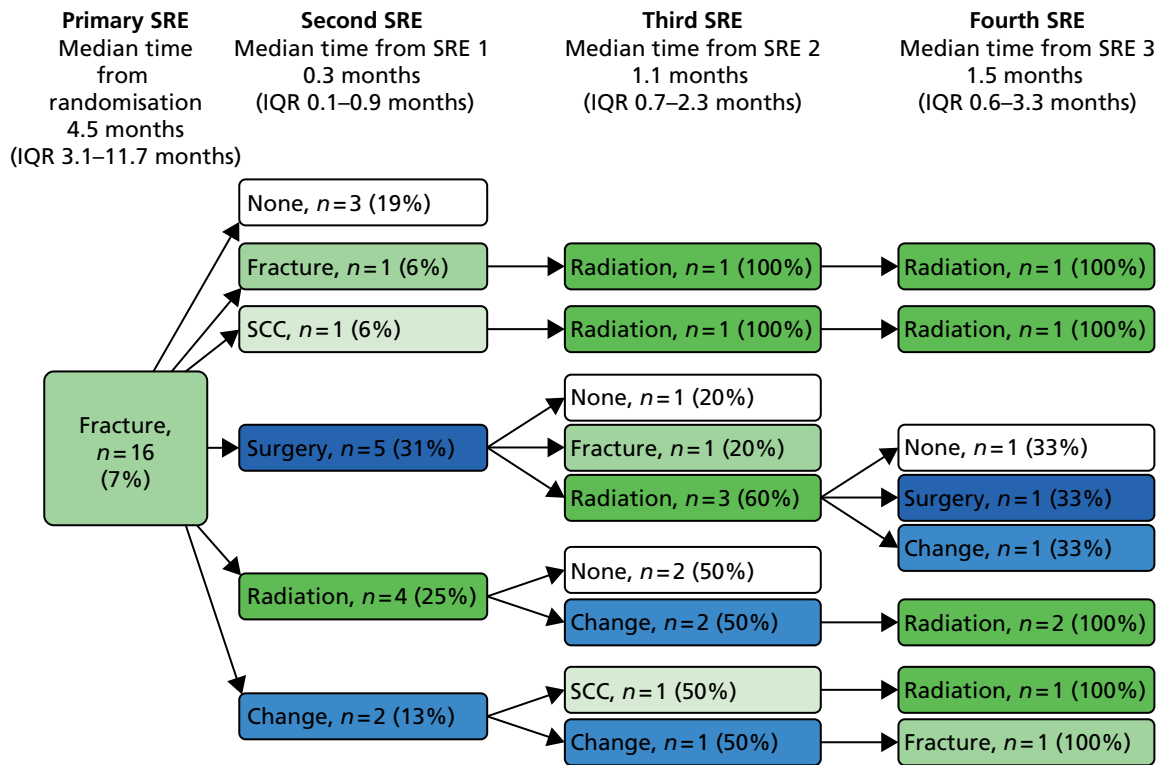 Primary SRE
Median time
from
randomisation
4.5 months
(IQR 3.1–11.7 months)
Second SRE
Median time from SRE 1
0.3 months
(IQR 0.1–0.9 months)
Third SRE
Median time from SRE 2
1.1 months
(IQR 0.7–2.3 months)
Fourth SRE
Median time from SRE 3
1.5 months
(IQR 0.6–3.3 months)
Fracture,
n=16
(7%)
None, n=3 (19%)
Fracture, n=1 (6%)
Radiation, n=1 (100%)
Radiation, n=1 (100%)
SCC, n=1 (6%)
Radiation, n=1 (100%)
Radiation, n=1 (100%)
Surgery, n=5 (31%)
None, n=1 (20%)
Fracture, n=1 (20%)
Radiation, n=3 (60%)
None, n=1 (33%)
Surgery, n=1 (33%)
Change, n=1 (33%)
Radiation, n=4 (25%)
None, n=2 (50%)
Change, n=2 (50%)
Radiation, n=2 (100%)
Change, n=2 (13%)
SCC, n=1 (50%)
Radiation, n=1 (100%)
Change, n=1 (50%)
Fracture, n=1 (100%)